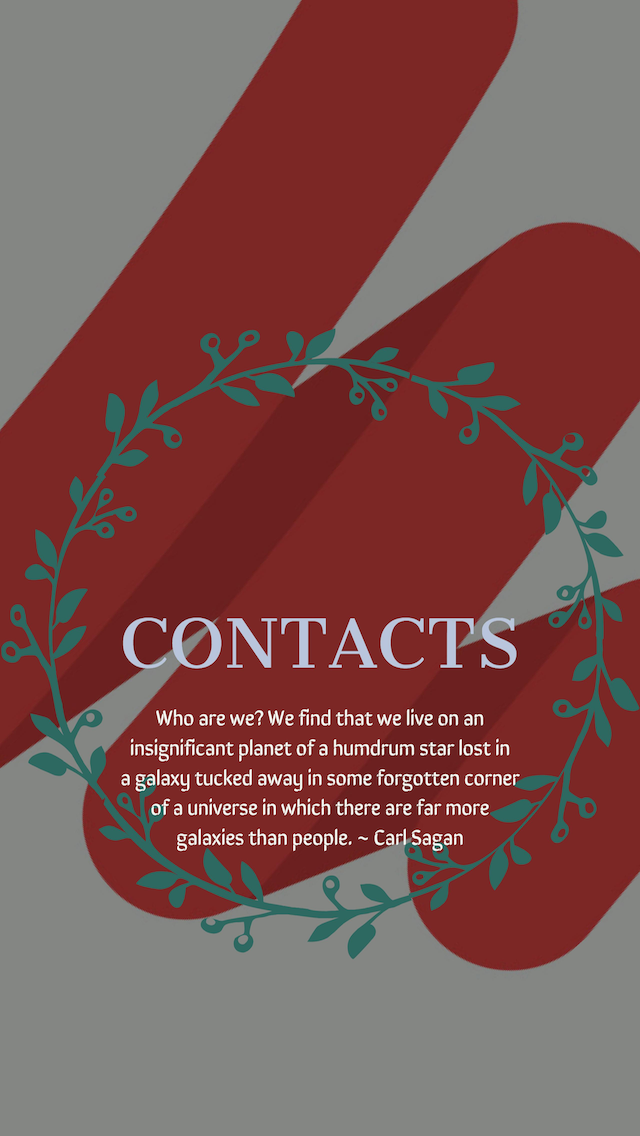 CONTACTS
Who are we? We find that we live on an
insignificant planet of a humdrum star lost in
a galaxy tucked away in some forgotten corner
of a universe in which there are far more
galaxies than people. ~ Carl Sagan